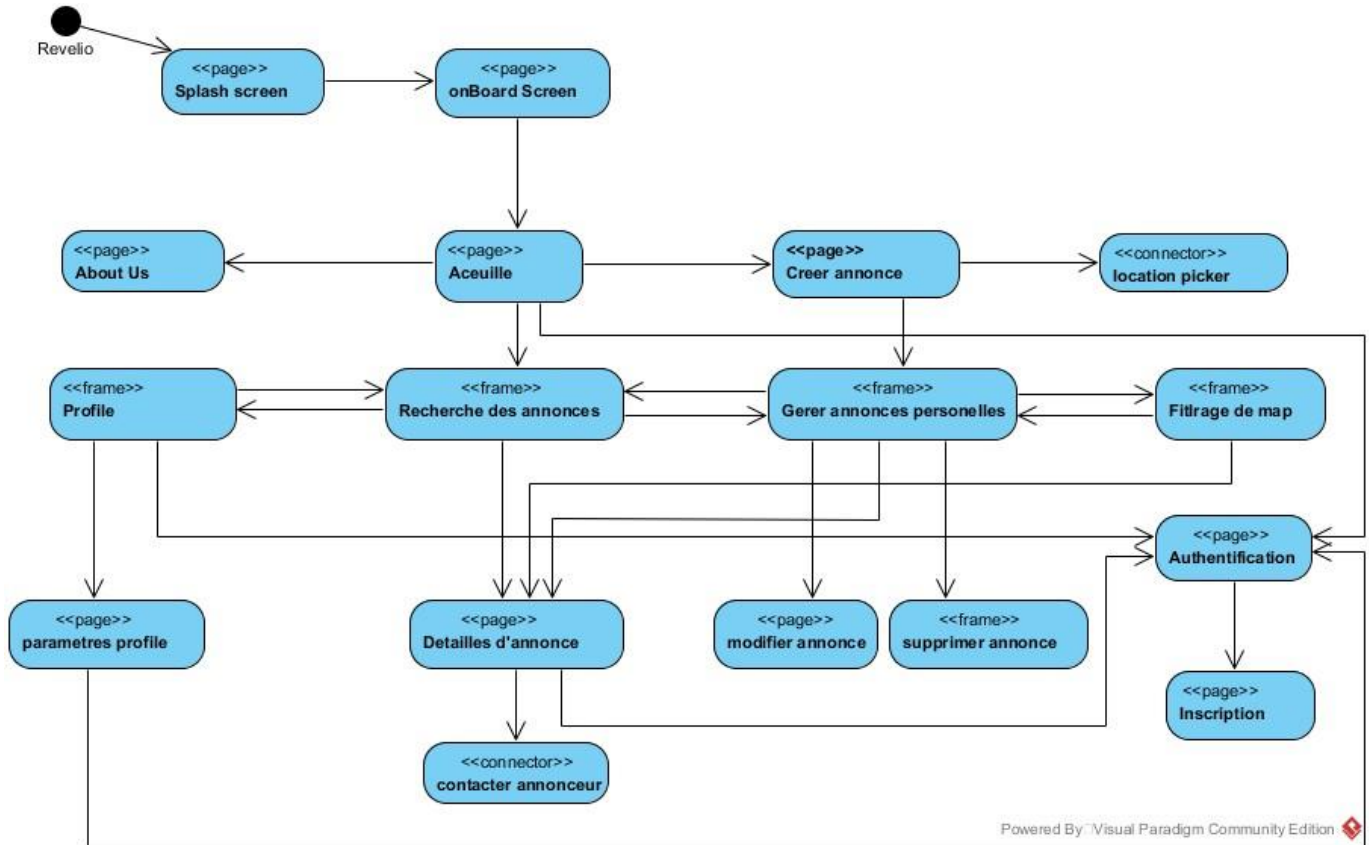 Revelio
<<page>>
Splash screen
<<page>>
onBoard Screen
<<page>>
About Us
<<page>>
Aceuille
<<page>>
Creer annonce
<<connector>>
location picker
<<frame>>
Profile
<<frame>>
Recherche des annonces
<<frame>>
Gerer annonces personelles
<<frame>>
Fitlrage de map
<<page>>
Authentification
<<page>>
parametres profile
<<page>>
Detailles d'annonce
<<page>>
modifier annonce
<<frame>>
supprimer annonce
<<page>>
Inscription
<<connector>>
contacter annonceur
Powered By Visual Paradigm Community Edition